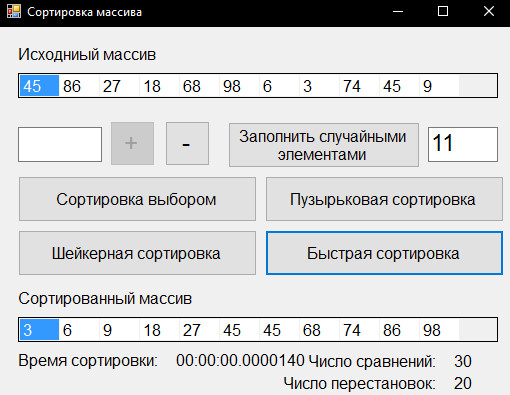 Сортировка массива
Исходниый массив
45 86 27 18 68 98 6 3 74 45 9
+ - Заполнить случайными элементами 11
Сортировка выбором Пузырьковая сортировка
Шейкерная сортировка Быстрая сортировка
Сортированный массив
3 6 9 18 27 45 45 68 74 86 98
Время сортировки: 00:00:00.0000140 Число сравнений: 30
Число перестановок: 20